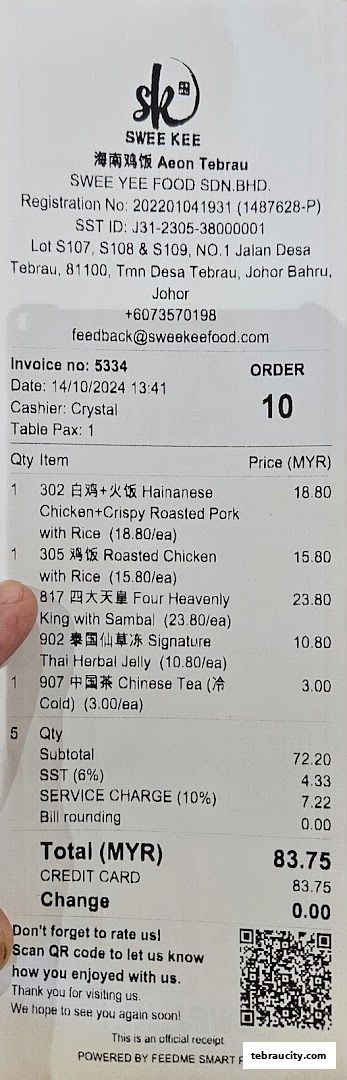 sk
SWEE KEE
海南鸡饭 Aeon Tebrau
SWEE YEE FOOD SDN.BHD.
Registration No: 202201041931 (1487628-P)
SST ID: J31-2305-38000001
Lot S107, S108 & S109, NO.1 Jalan Desa
Tebrau, 81100, Tmn Desa Tebrau, Johor Bahru,
Johor
+6073570198
feedback@sweekeefood.com
Invoice no: 5334
ORDER
Date: 14/10/2024 13:41
10
Cashier: Crystal
Table Pax: 1
Qty Item Price (MYR)
1 302 白鸡+火饭 Hainanese 18.80
Chicken+Crispy Roasted Pork
with Rice (18.80/ea)
1 305 鸡饭 Roasted Chicken 15.80
with Rice (15.80/ea)
817 四大天皇 Four Heavenly 23.80
King with Sambal (23.80/ea)
902 泰国仙草冻 Signature 10.80
Thai Herbal Jelly (10.80/ea)
1 907 中国茶 Chinese Tea (冷 3.00
Cold) (3.00/ea)
5 Qty
Subtotal 72.20
SST (6%) 4.33
SERVICE CHARGE (10%) 7.22
Bill rounding 0.00
Total (MYR) 83.75
CREDIT CARD 83.75
Change 0.00
Don't forget to rate us!
Scan QR code to let us know
how you enjoyed with us.
Thank you for visiting us.
We hope to see you again soon!
This is an official receipt
POWERED BY FEEDME SMART
tebraucity.com